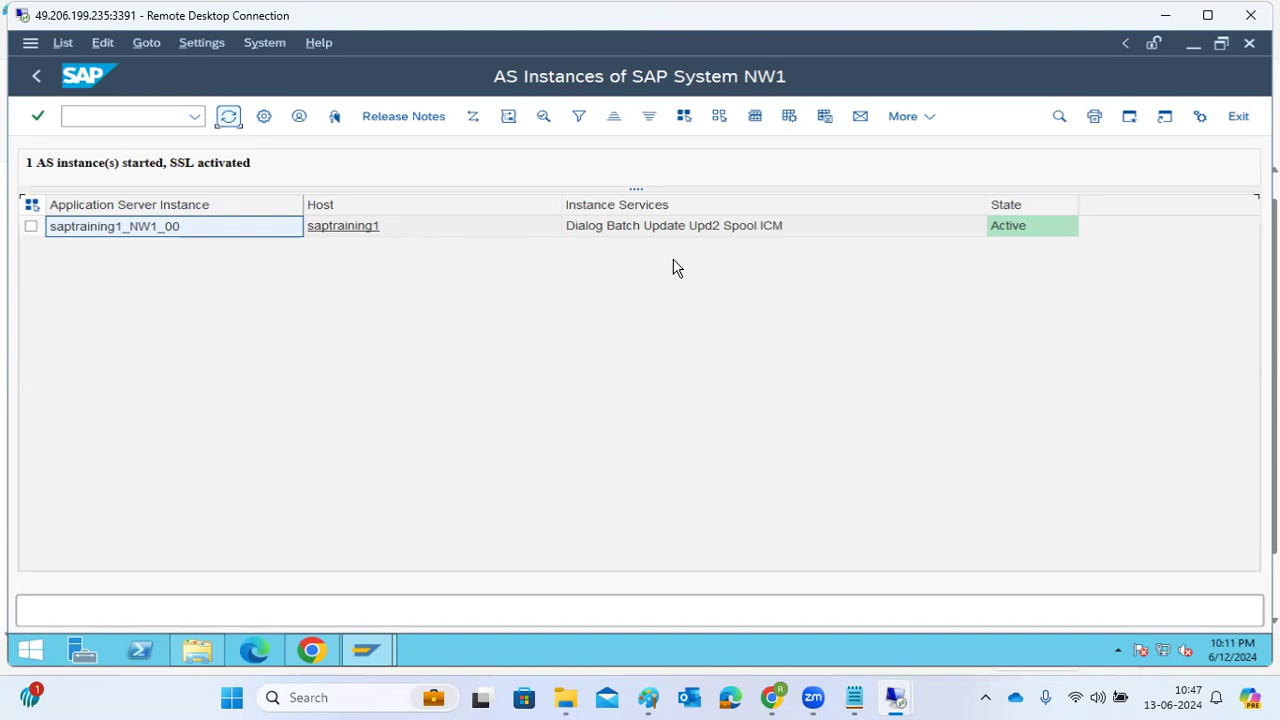 49.206.199.235:3391 - Remote Desktop Connection
List Edit Goto Settings System Help
SAP AS Instances of SAP System NW1
Release Notes More Exit
1 AS instance(s) started, SSL activated
Application Server Instance Host Instance Services State
saptraining1_NW1_00 saptraining1 Dialog Batch Update Upd2 Spool ICM Active
10:11 PM
6/12/2024
1 Search zm R PRE
10:47
13-06-2024